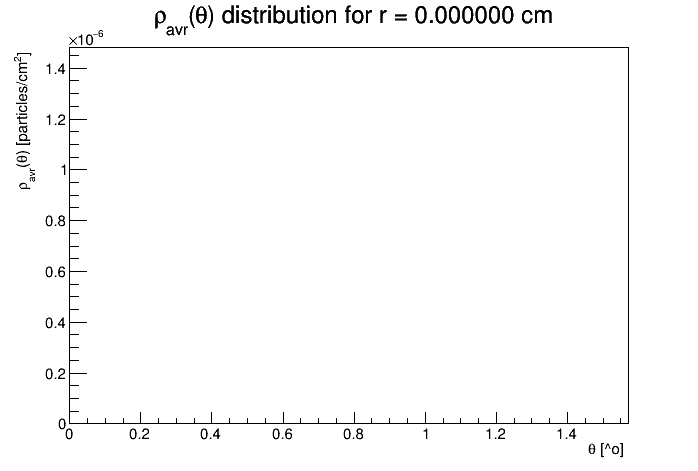 ρavr(θ) distribution for r = 0.000000 cm
×10⁻⁶
ρavr(θ) [particles/cm²]
1.4
1.2
1
0.8
0.6
0.4
0.2
0
0 0.2 0.4 0.6 0.8 1 1.2 1.4
θ [^o]